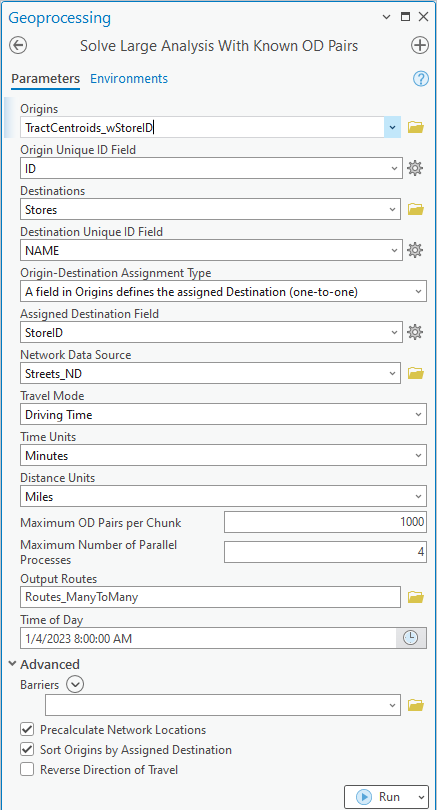 Geoprocessing
Solve Large Analysis With Known OD Pairs
Parameters Environments
Origins
TractCentroids_wStoreID
Origin Unique ID Field
ID
Destinations
Stores
Destination Unique ID Field
NAME
Origin-Destination Assignment Type
A field in Origins defines the assigned Destination (one-to-one)
Assigned Destination Field
StoreID
Network Data Source
Streets_ND
Travel Mode
Driving Time
Time Units
Minutes
Distance Units
Miles
Maximum OD Pairs per Chunk 1000
Maximum Number of Parallel
Processes 4
Output Routes
Routes_ManyToMany
Time of Day
1/4/2023 8:00:00 AM
Advanced
Barriers
Precalculate Network Locations
Sort Origins by Assigned Destination
Reverse Direction of Travel
Run